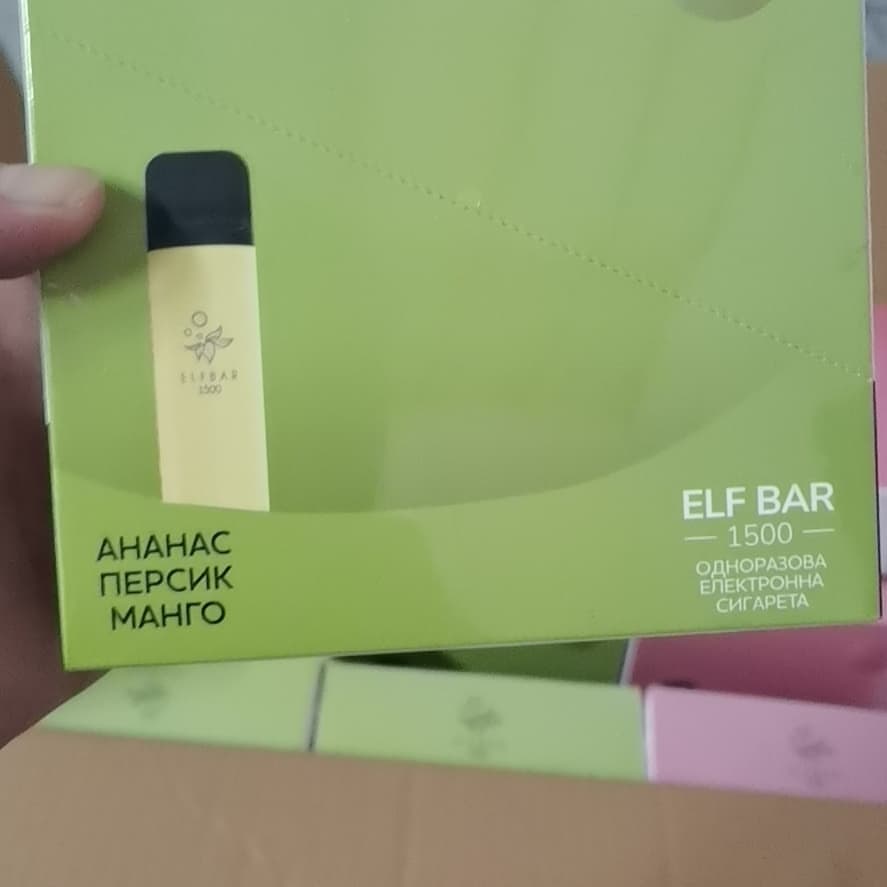 ELFBAR
1500
АНАНАС
ПЕРСИК
МАНГО
ELF BAR
— 1500 —
ОДНОРАЗОВА
ЕЛЕКТРОННА
СИГАРЕТА